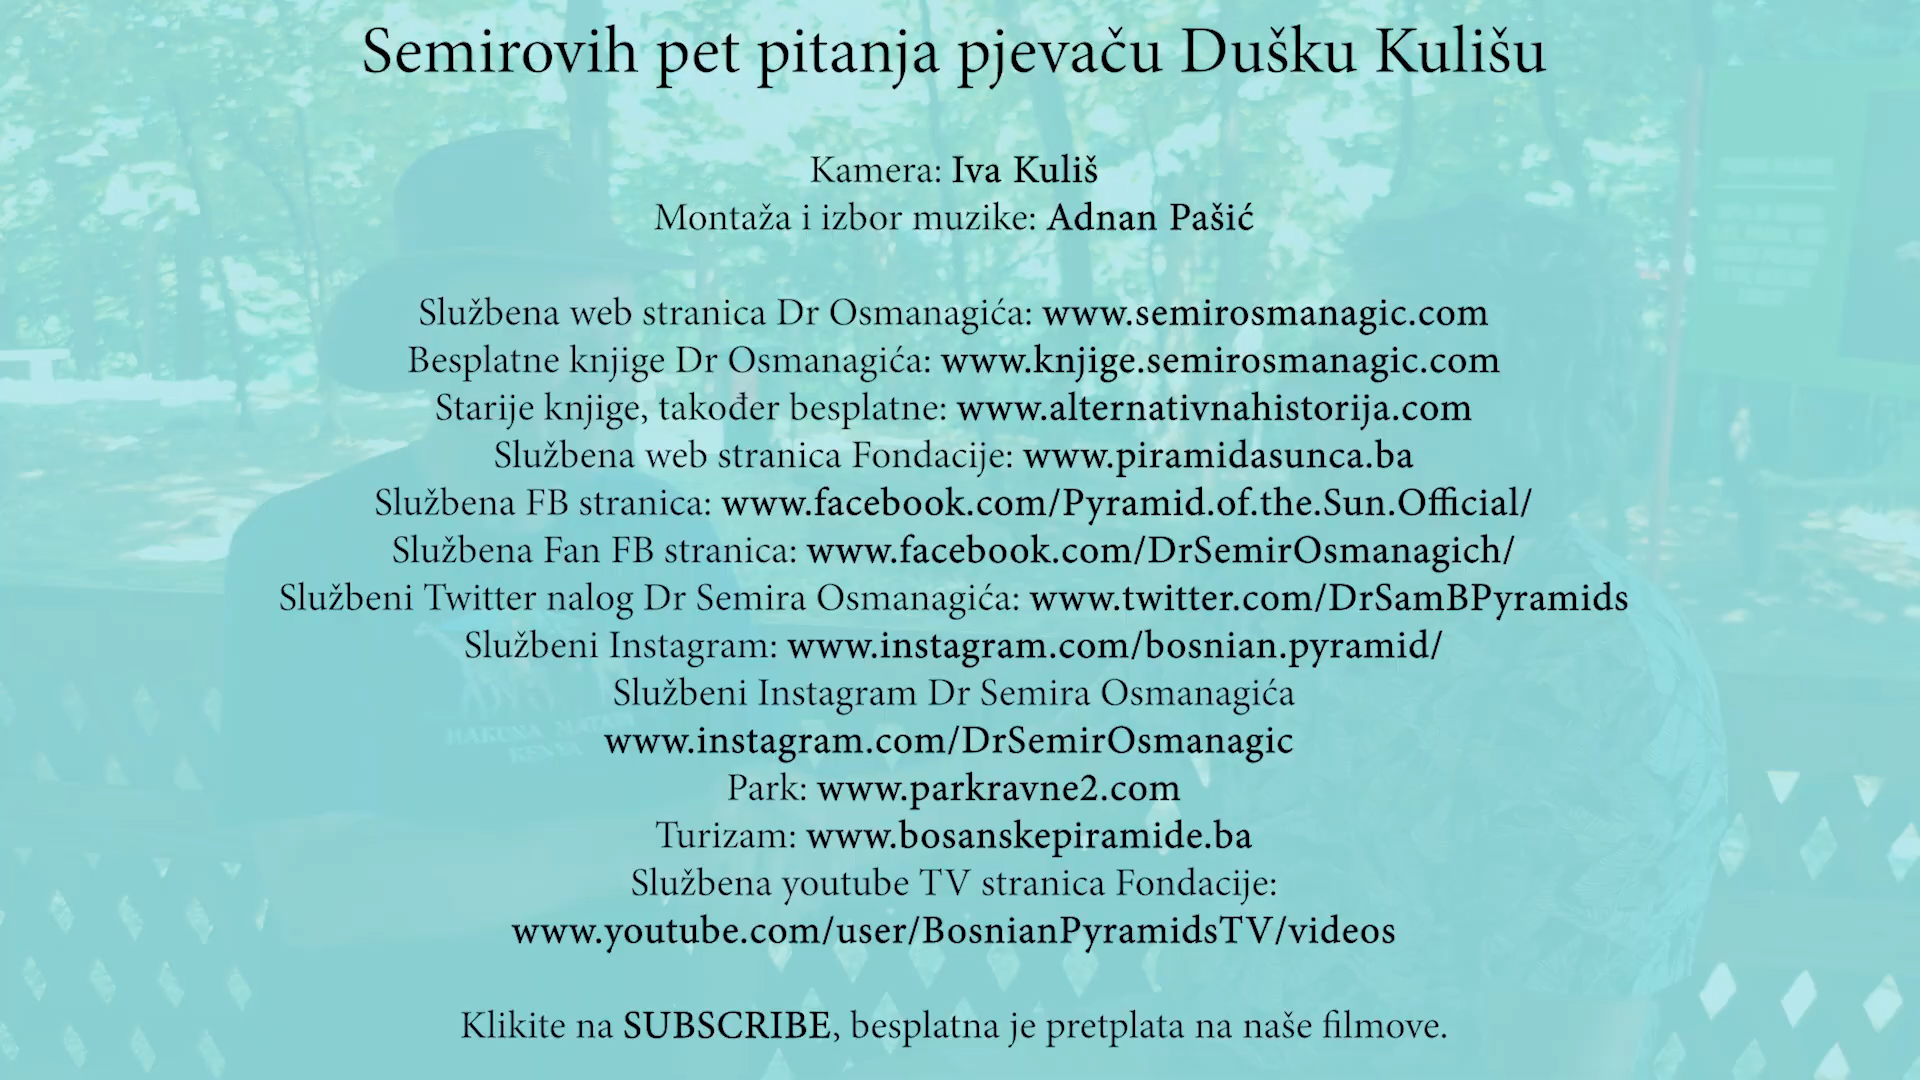 Semirovih pet pitanja pjevaču Dušku Kulišu
Kamera: Iva Kuliš
Montaža i izbor muzike: Adnan Pašić
Službena web stranica Dr Osmanagića: www.semirosmanagic.com
Besplatne knjige Dr Osmanagića: www.knjige.semirosmanagic.com
Starije knjige, također besplatne: www.alternativnahistorija.com
Službena web stranica Fondacije: www.piramidasunca.ba
Službena FB stranica: www.facebook.com/Pyramid.of.the.Sun.Official/
Službena Fan FB stranica: www.facebook.com/DrSemirOsmanagich/
Službeni Twitter nalog Dr Semira Osmanagića: www.twitter.com/DrSamBPyramids
Službeni Instagram: www.instagram.com/bosnian.pyramid/
Službeni Instagram Dr Semira Osmanagića
www.instagram.com/DrSemirOsmanagic
Park: www.parkravne2.com
Turizam: www.bosanskepiramide.ba
Službena youtube TV stranica Fondacije:
www.youtube.com/user/BosnianPyramidsTV/videos
Klikite na SUBSCRIBE, besplatna je pretplata na naše filmove.